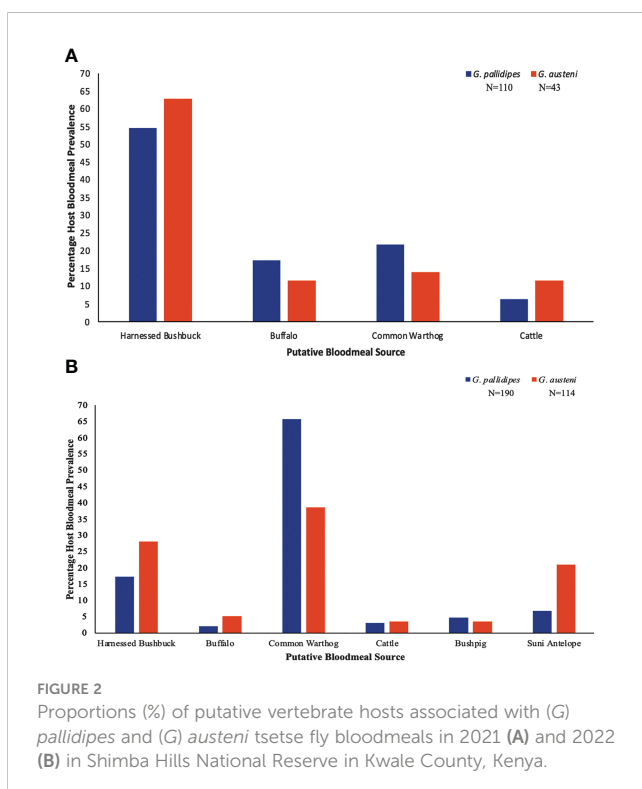 A
G. pallidipes G. austeni
N=110 N=43
Percentage Host Bloodmeal Prevalence
70
65
60
55
50
45
40
35
30
25
20
15
10
5
0
Harnessed Bushbuck Buffalo Common Warthog Cattle
Putative Bloodmeal Source
B
G. pallidipes G. austeni
N=190 N=114
Percentage Host Bloodmeal Prevalence
70
65
60
55
50
45
40
35
30
25
20
15
10
5
0
Harnessed Bushbuck Buffalo Common Warthog Cattle Bushpig Suni Antelope
Putative Bloodmeal Source
FIGURE 2
Proportions (%) of putative vertebrate hosts associated with (G)
pallidipes and (G) austeni tsetse fly bloodmeals in 2021 (A) and 2022
(B) in Shimba Hills National Reserve in Kwale County, Kenya.